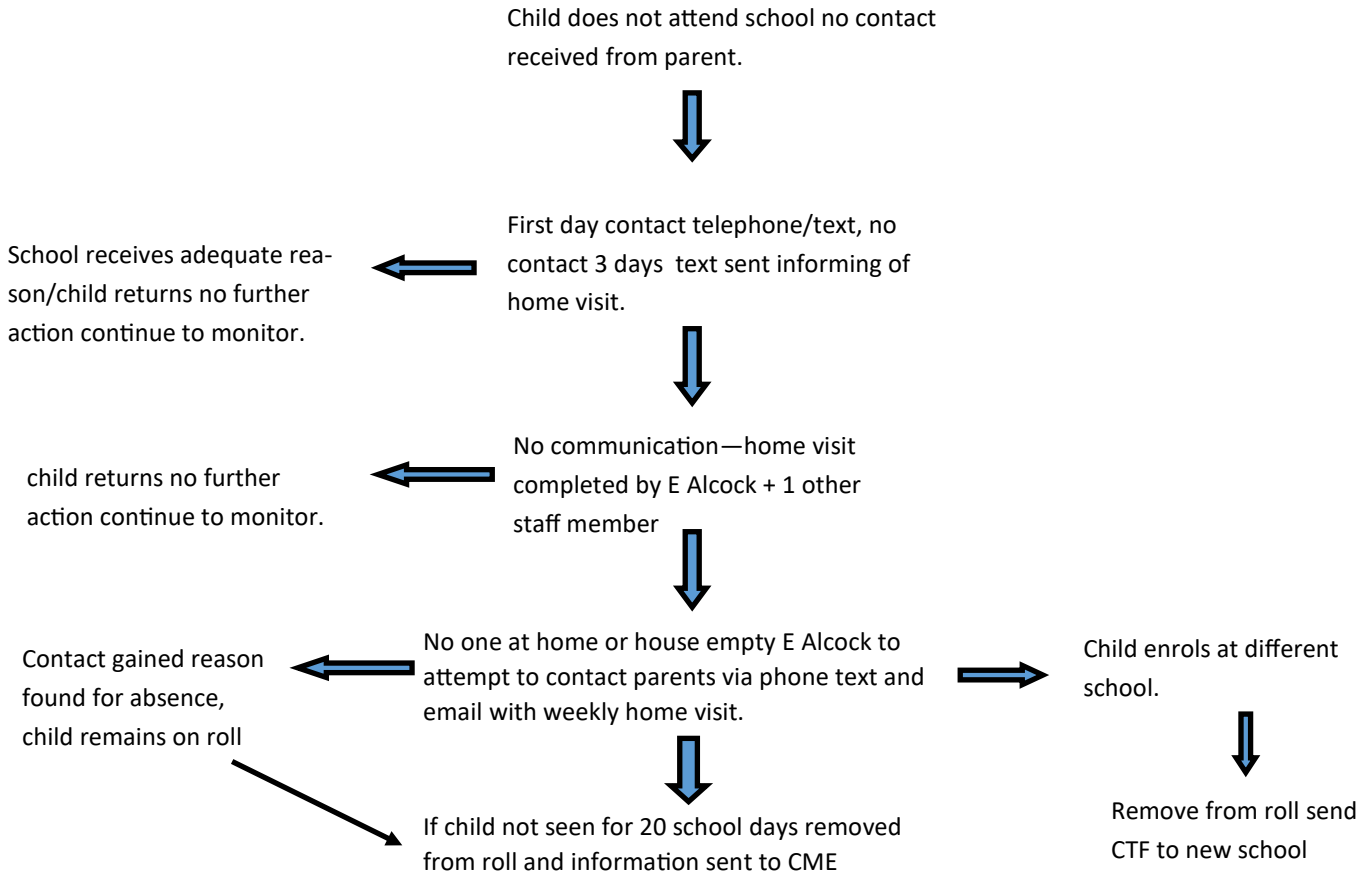 Child does not attend school no contact
received from parent.
First day contact telephone/text, no
contact 3 days text sent informing of
home visit.
School receives adequate rea-
son/child returns no further
action continue to monitor.
No communication—home visit
completed by E Alcock + 1 other
staff member
child returns no further
action continue to monitor.
No one at home or house empty E Alcock to
attempt to contact parents via phone text and
email with weekly home visit.
Contact gained reason
found for absence,
child remains on roll
Child enrols at different
school.
If child not seen for 20 school days removed
from roll and information sent to CME
Remove from roll send
CTF to new school